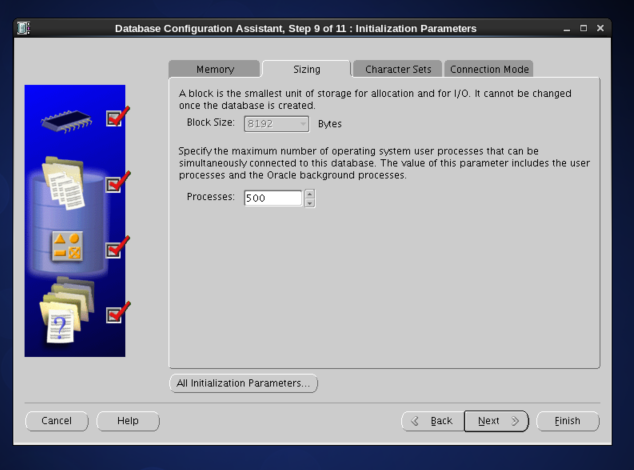 Database Configuration Assistant, Step 9 of 11 : Initialization Parameters
Memory
Sizing
Character Sets
Connection Mode
A block is the smallest unit of storage for allocation and for I/O. It cannot be changed
once the database is created.
Block Size: 8192 Bytes
Specify the maximum number of operating system user processes that can be
simultaneously connected to this database. The value of this parameter includes the user
processes and the Oracle background processes.
Processes: 500
All Initialization Parameters...
Cancel
Help
Back
Next
Finish
?